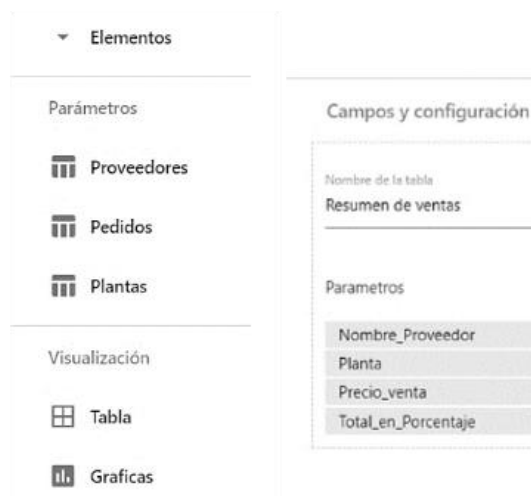 Elementos
Parámetros
Proveedores
Pedidos
Plantas
Visualización
Tabla
Graficas
Campos y configuración
Nombre de la tabla
Resumen de ventas
Parametros
Nombre_Proveedor
Planta
Precio_venta
Total_en_Porcentaje